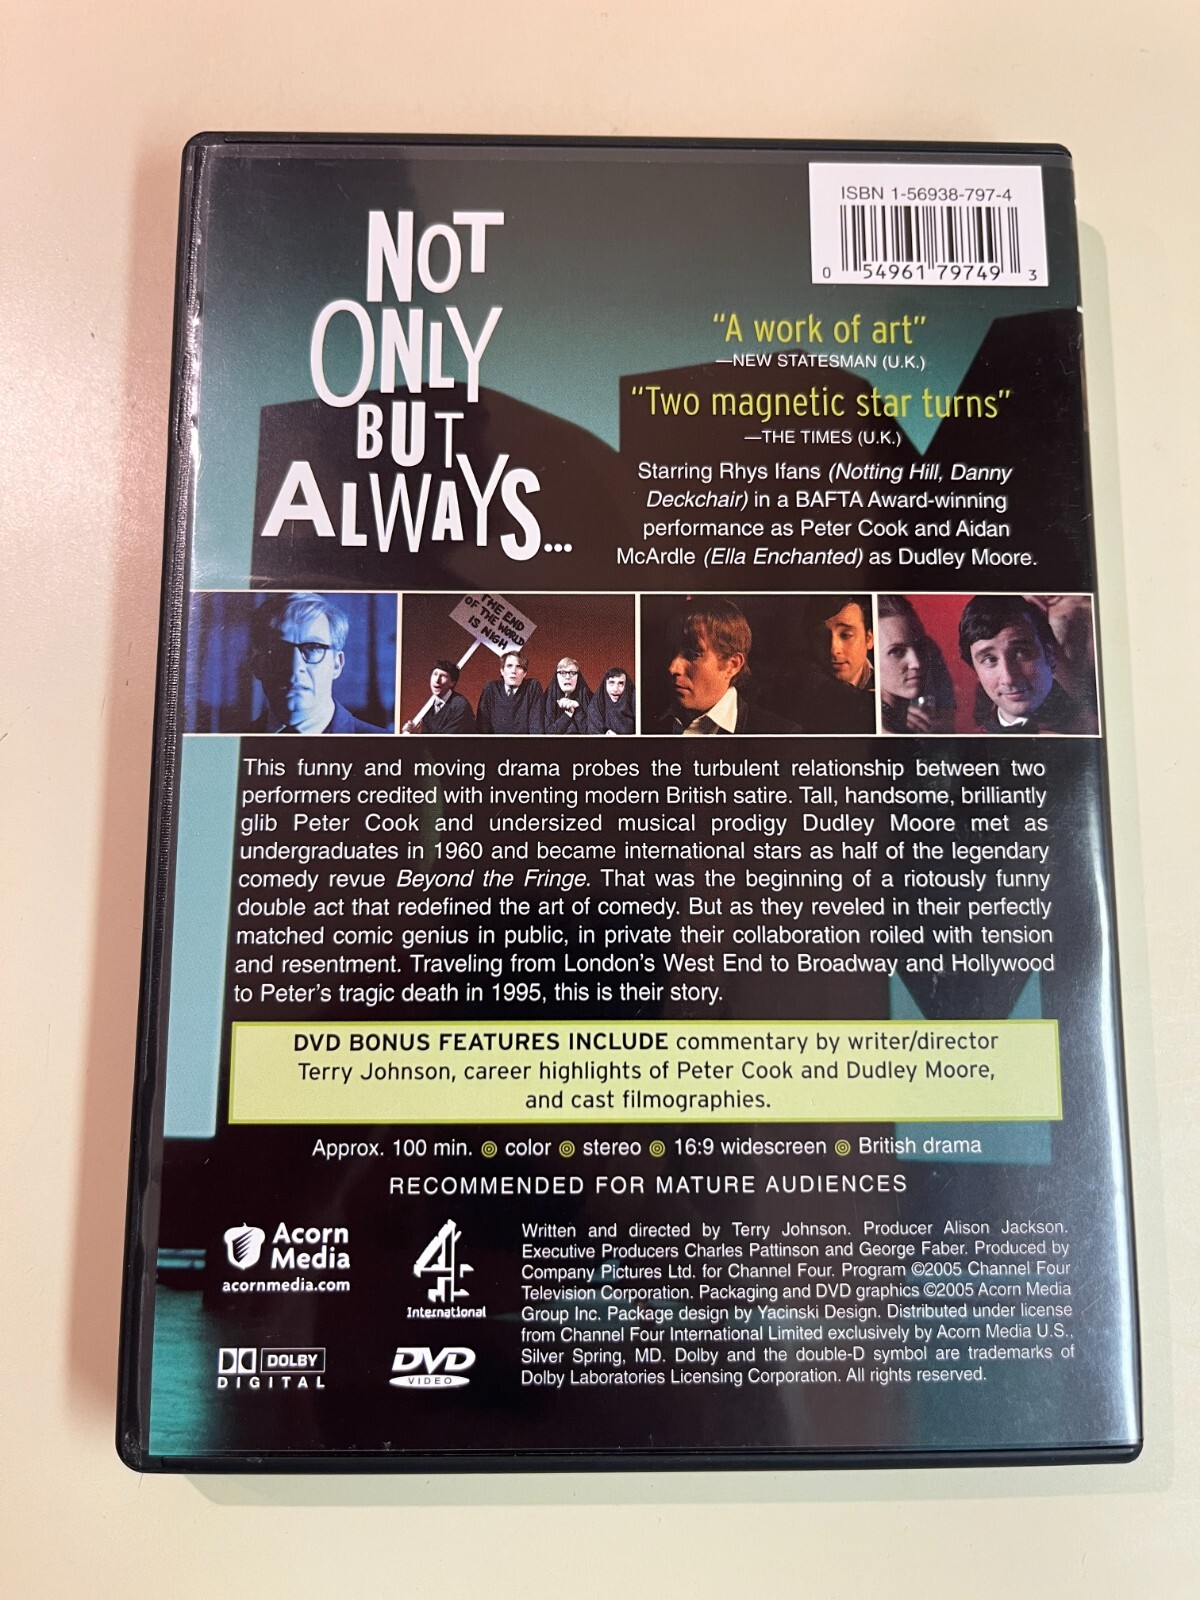 ISBN 1-56938-797-4
0 54961 79749 3
NOT
ONLY
BUT
ALWAYS...
"A work of art"
—NEW STATESMAN (U.K.)
"Two magnetic star turns"
—THE TIMES (U.K.)
Starring Rhys Ifans (Notting Hill, Danny
Deckchair) in a BAFTA Award-winning
performance as Peter Cook and Aidan
McArdle (Ella Enchanted) as Dudley Moore.
THE END
OF THE WORLD
IS NIGH
This funny and moving drama probes the turbulent relationship between two
performers credited with inventing modern British satire. Tall, handsome, brilliantly
glib Peter Cook and undersized musical prodigy Dudley Moore met as
undergraduates in 1960 and became international stars as half of the legendary
comedy revue Beyond the Fringe. That was the beginning of a riotously funny
double act that redefined the art of comedy. But as they reveled in their perfectly
matched comic genius in public, in private their collaboration roiled with tension
and resentment. Traveling from London's West End to Broadway and Hollywood
to Peter's tragic death in 1995, this is their story.
DVD BONUS FEATURES INCLUDE commentary by writer/director
Terry Johnson, career highlights of Peter Cook and Dudley Moore,
and cast filmographies.
Approx. 100 min. color stereo 16:9 widescreen British drama
RECOMMENDED FOR MATURE AUDIENCES
Acorn
Media
acornmedia.com
4
International
DOLBY
DIGITAL
DVD
VIDEO
Written and directed by Terry Johnson. Producer Alison Jackson.
Executive Producers Charles Pattinson and George Faber. Produced by
Company Pictures Ltd. for Channel Four. Program ©2005 Channel Four
Television Corporation. Packaging and DVD graphics ©2005 Acorn Media
Group Inc. Package design by Yacinski Design. Distributed under license
from Channel Four International Limited exclusively by Acorn Media U.S.,
Silver Spring, MD. Dolby and the double-D symbol are trademarks of
Dolby Laboratories Licensing Corporation. All rights reserved.